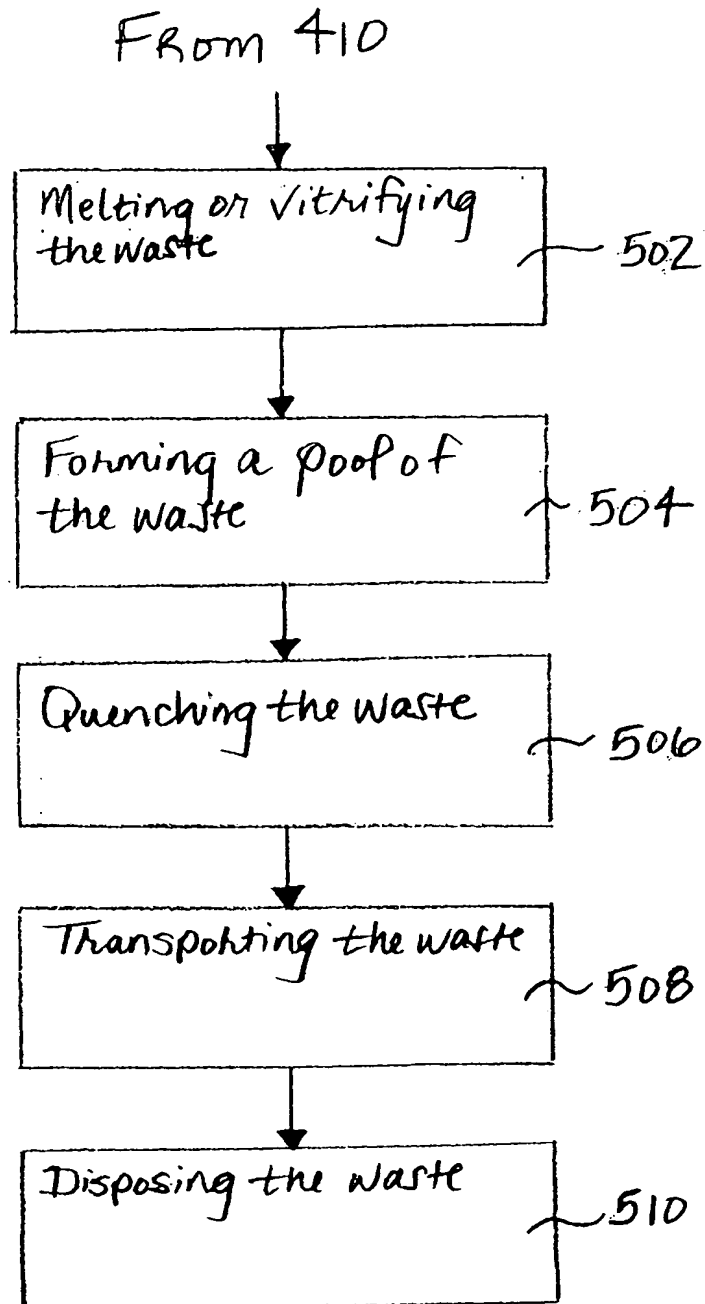 From 410
Melting or vitrifying
the waste
502
Forming a pool of
the waste
504
Quenching the waste
506
Transporting the waste
508
Disposing the waste
510